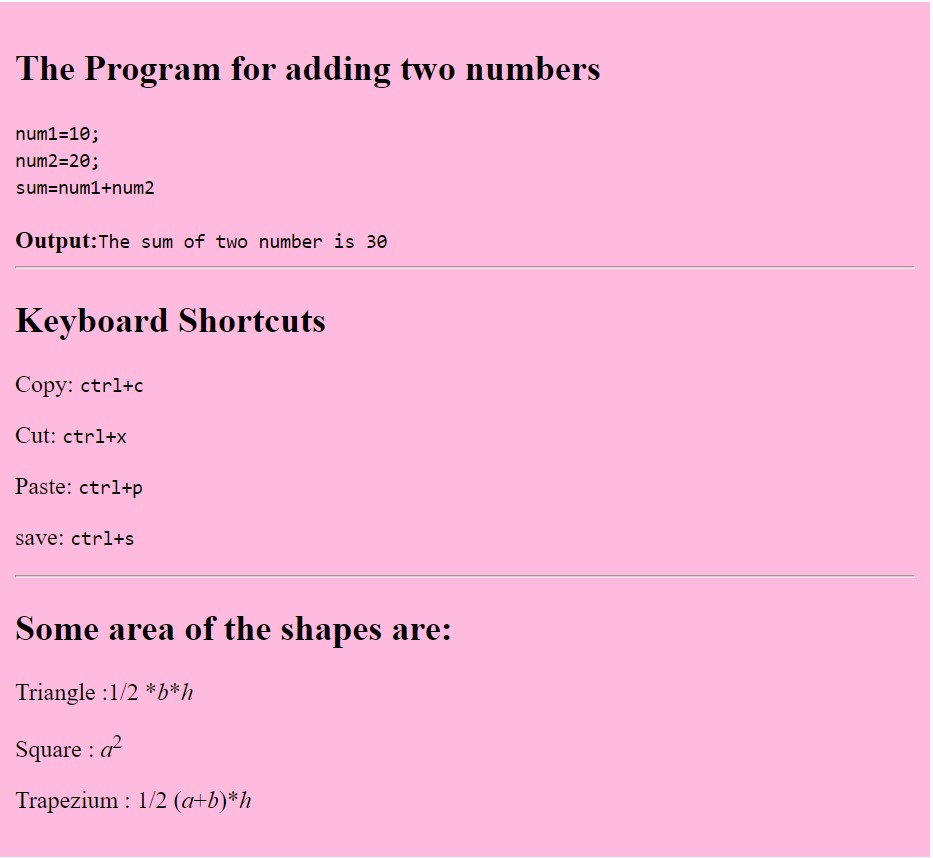 The Program for adding two numbers
num1=10;
num2=20;
sum=num1+num2
Output:The sum of two number is 30
Keyboard Shortcuts
Copy: ctrl+c
Cut: ctrl+x
Paste: ctrl+p
save: ctrl+s
Some area of the shapes are:
Triangle :1/2 *b*h
Square : a²
Trapezium : 1/2 (a+b)*h